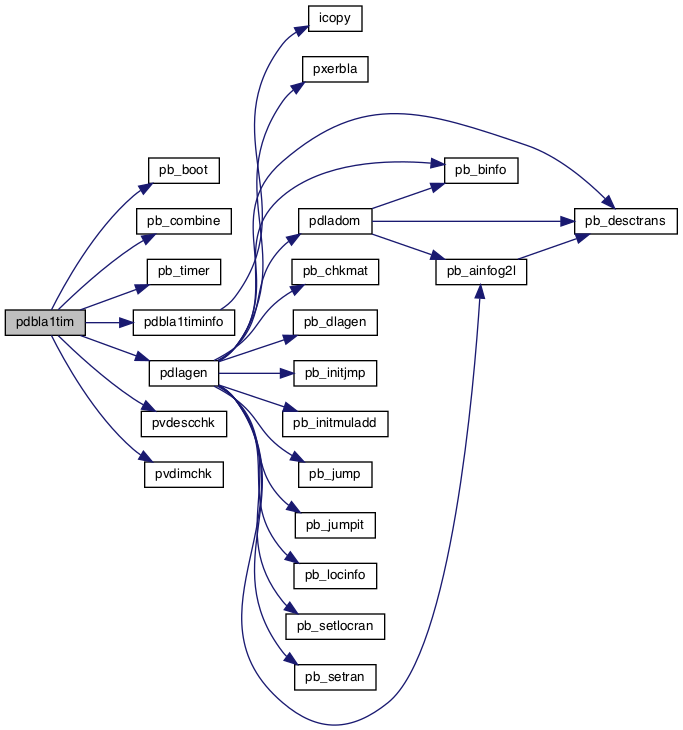 icopy
pxerbla
pb_boot
pb_binfo
pb_combine
pdladom
pb_desctrans
pb_timer
pb_chkmat
pb_ainfog2l
pdbla1tim
pdbla1timinfo
pb_dlagen
pdlagen
pb_initjmp
pvdescchk
pb_initmuladd
pvdimchk
pb_jump
pb_jumpit
pb_locinfo
pb_setlocran
pb_setran